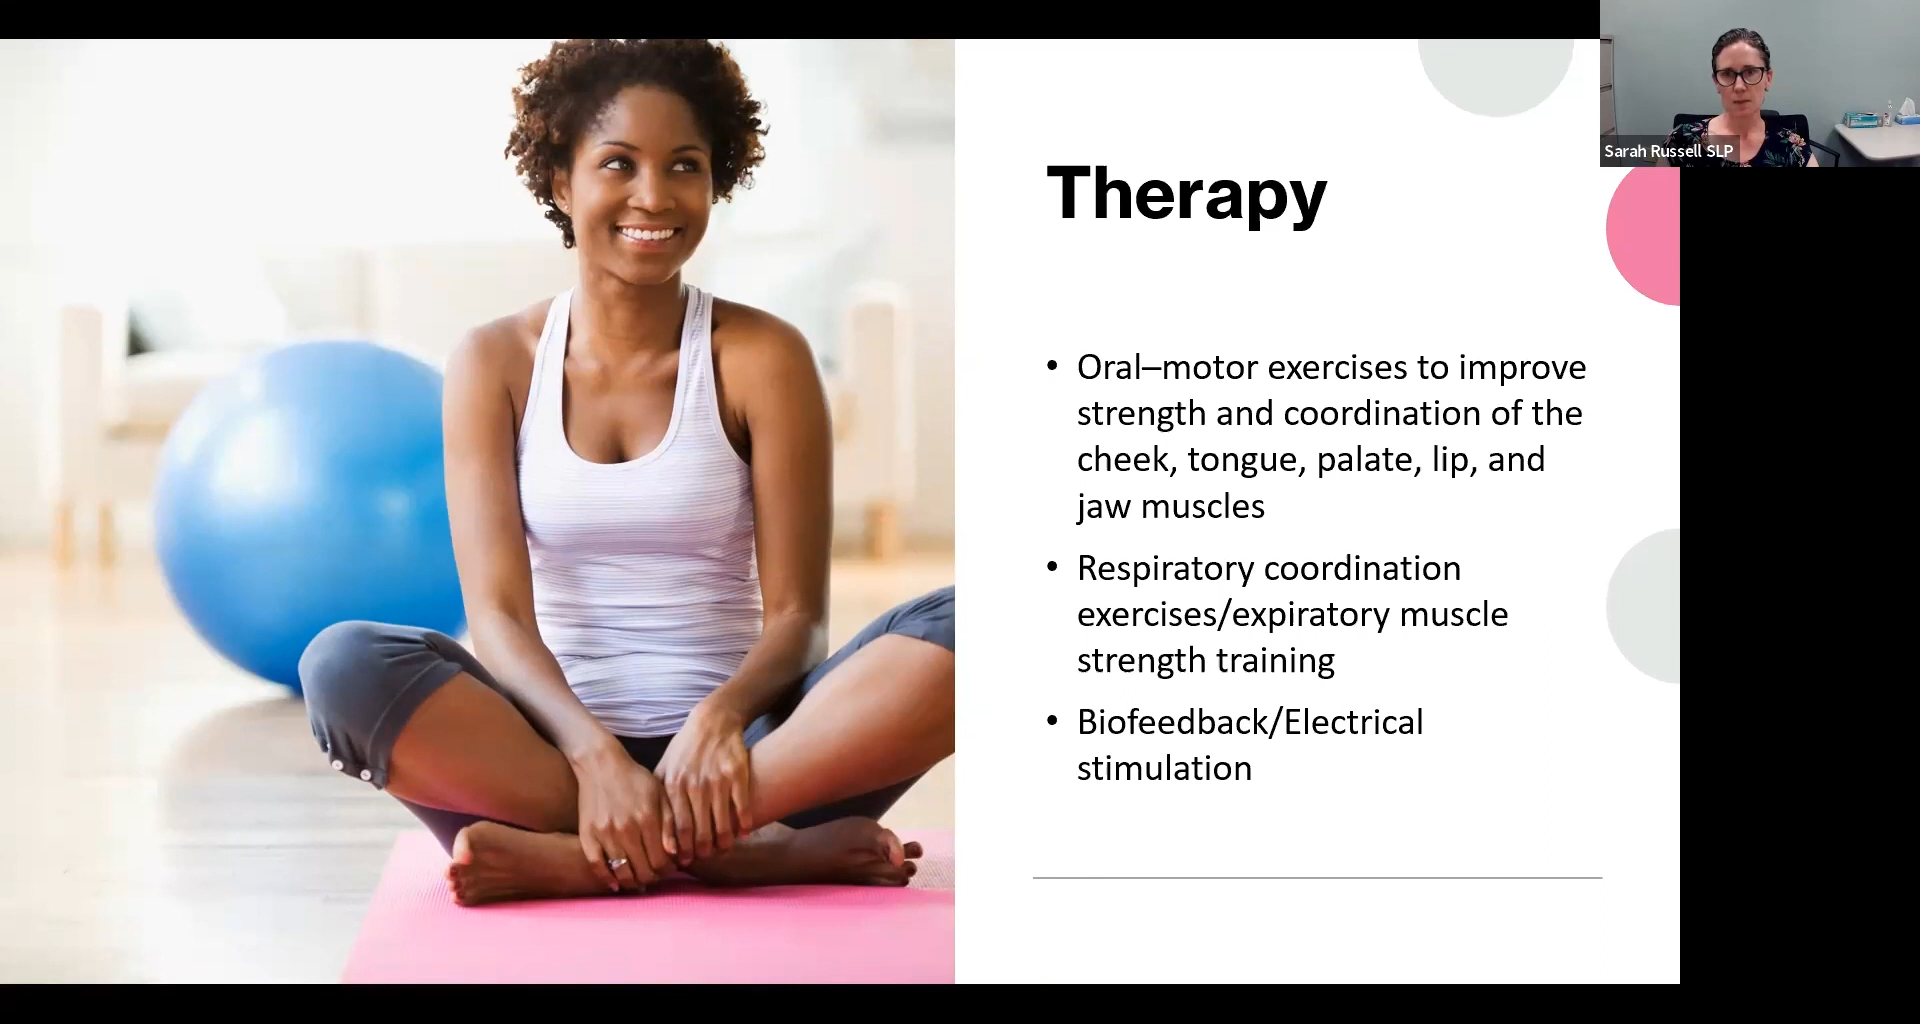 Sarah Russell SLP
Therapy
• Oral–motor exercises to improve
strength and coordination of the
cheek, tongue, palate, lip, and
jaw muscles
• Respiratory coordination
exercises/expiratory muscle
strength training
• Biofeedback/Electrical
stimulation